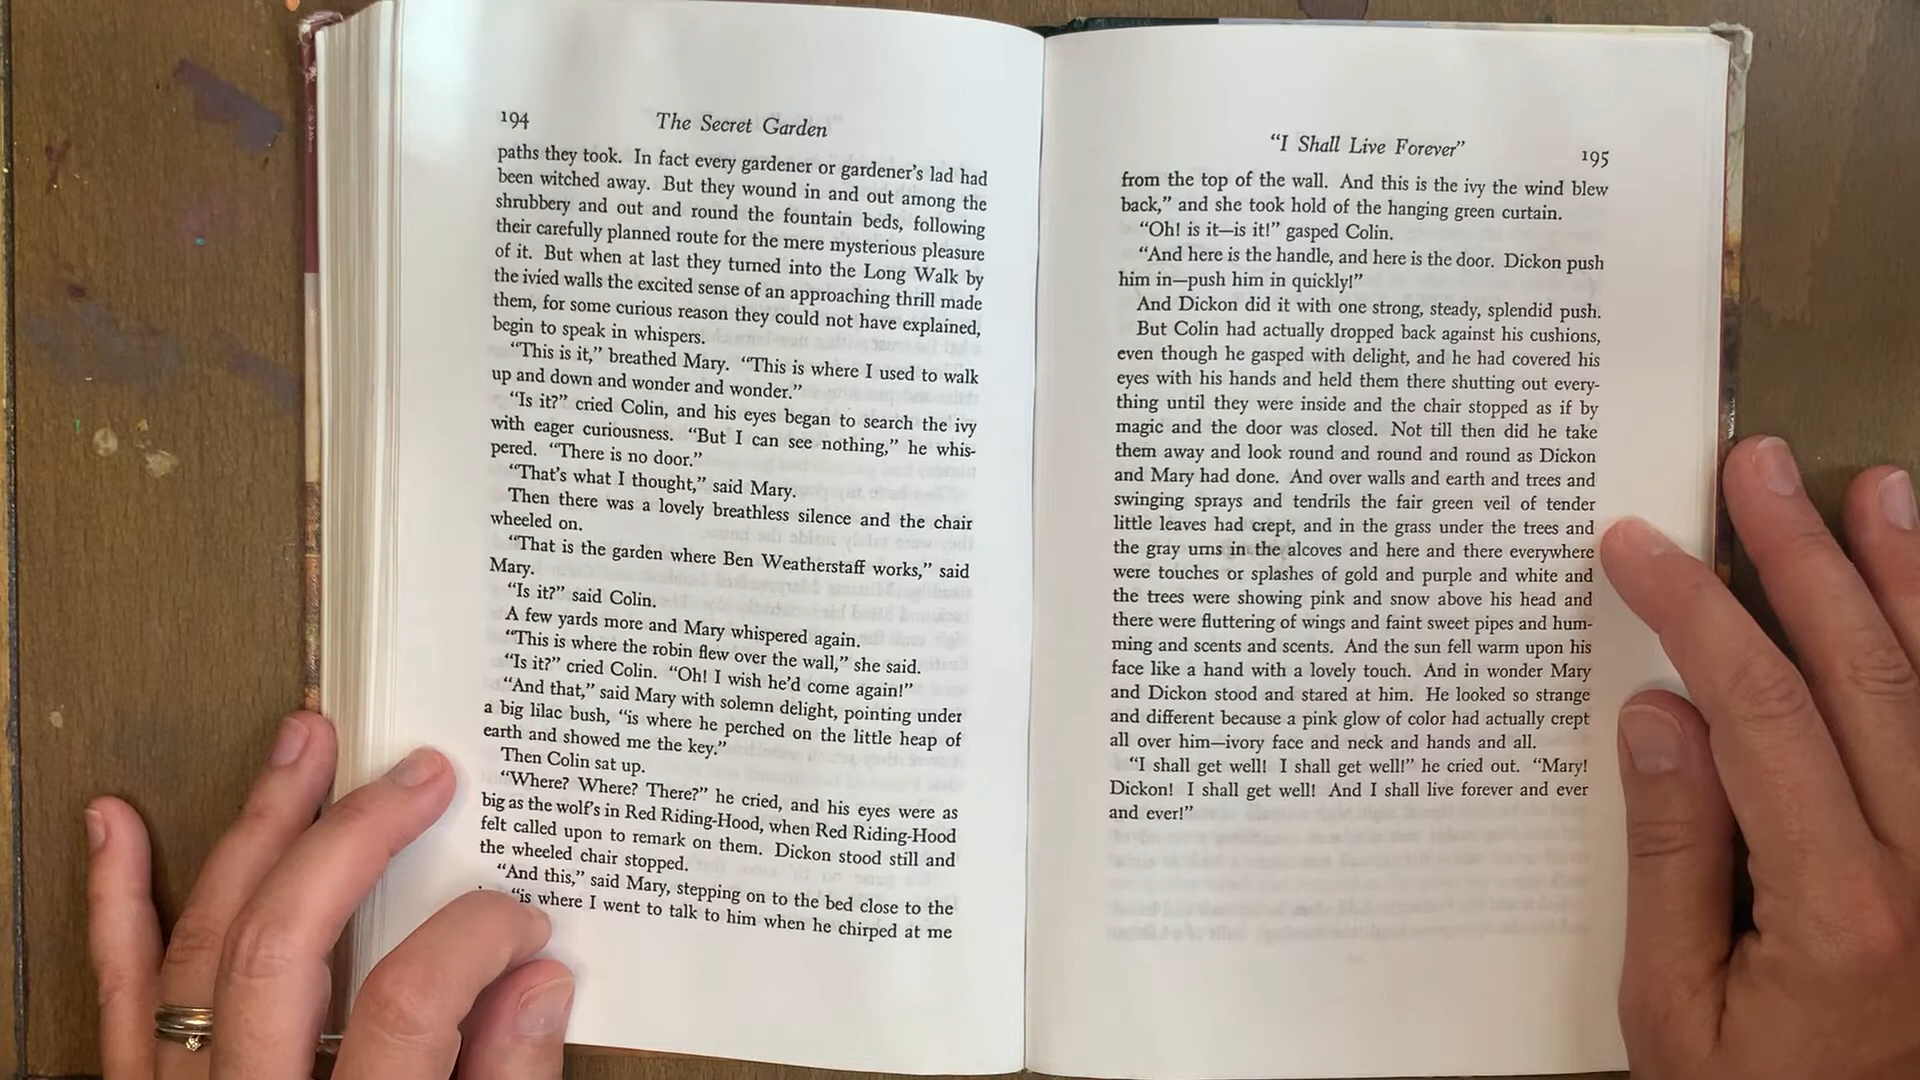 194
The Secret Garden
paths they took. In fact every gardener or gardener's lad had
been witched away. But they wound in and out among the
shrubbery and out and round the fountain beds, following
their carefully planned route for the mere mysterious pleasure
of it. But when at last they turned into the Long Walk by
the ivied walls the excited sense of an approaching thrill made
them, for some curious reason they could not have explained,
begin to speak in whispers.
“This is it,” breathed Mary. “This is where I used to walk
up and down and wonder and wonder.”
“Is it?” cried Colin, and his eyes began to search the ivy
with eager curiousness. “But I can see nothing,” he whis-
pered. “There is no door.”
“That's what I thought,” said Mary.
Then there was a lovely breathless silence and the chair
wheeled on.
“That is the garden where Ben Weatherstaff works,” said
Mary.
“Is it?” said Colin.
A few yards more and Mary whispered again.
“This is where the robin flew over the wall,” she said.
“Is it?” cried Colin. “Oh! I wish he'd come again!”
“And that,” said Mary with solemn delight, pointing under
a big lilac bush, “is where he perched on the little heap of
earth and showed me the key.”
Then Colin sat up.
“Where? Where? There?” he cried, and his eyes were as
big as the wolf's in Red Riding-Hood, when Red Riding-Hood
felt called upon to remark on them. Dickon stood still and
the wheeled chair stopped.
“And this,” said Mary, stepping on to the bed close to the
“is where I went to talk to him when he chirped at me
“I Shall Live Forever”
195
from the top of the wall. And this is the ivy the wind blew
back,” and she took hold of the hanging green curtain.
“Oh! is it—is it!” gasped Colin.
“And here is the handle, and here is the door. Dickon push
him in—push him in quickly!”
And Dickon did it with one strong, steady, splendid push.
But Colin had actually dropped back against his cushions,
even though he gasped with delight, and he had covered his
eyes with his hands and held them there shutting out every-
thing until they were inside and the chair stopped as if by
magic and the door was closed. Not till then did he take
them away and look round and round and round as Dickon
and Mary had done. And over walls and earth and trees and
swinging sprays and tendrils the fair green veil of tender
little leaves had crept, and in the grass under the trees and
the gray urns in the alcoves and here and there everywhere
were touches or splashes of gold and purple and white and
the trees were showing pink and snow above his head and
there were fluttering of wings and faint sweet pipes and hum-
ming and scents and scents. And the sun fell warm upon his
face like a hand with a lovely touch. And in wonder Mary
and Dickon stood and stared at him. He looked so strange
and different because a pink glow of color had actually crept
all over him—ivory face and neck and hands and all.
“I shall get well! I shall get well!” he cried out. “Mary!
Dickon! I shall get well! And I shall live forever and ever
and ever!”